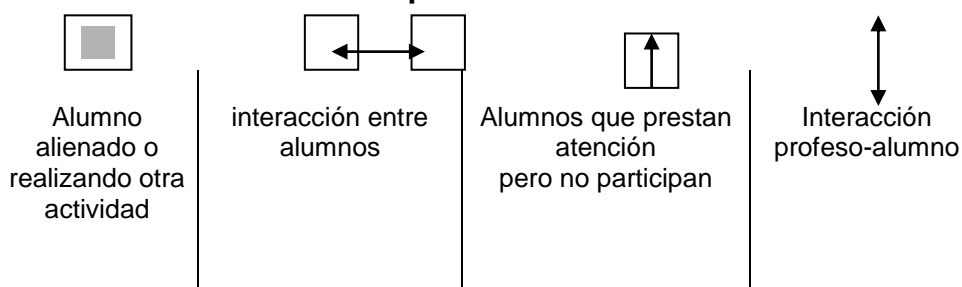 Alumno
alienado o
realizando otra
actividad
interacción entre
alumnos
Alumnos que prestan
atención
pero no participan
Interacción
profeso-alumno